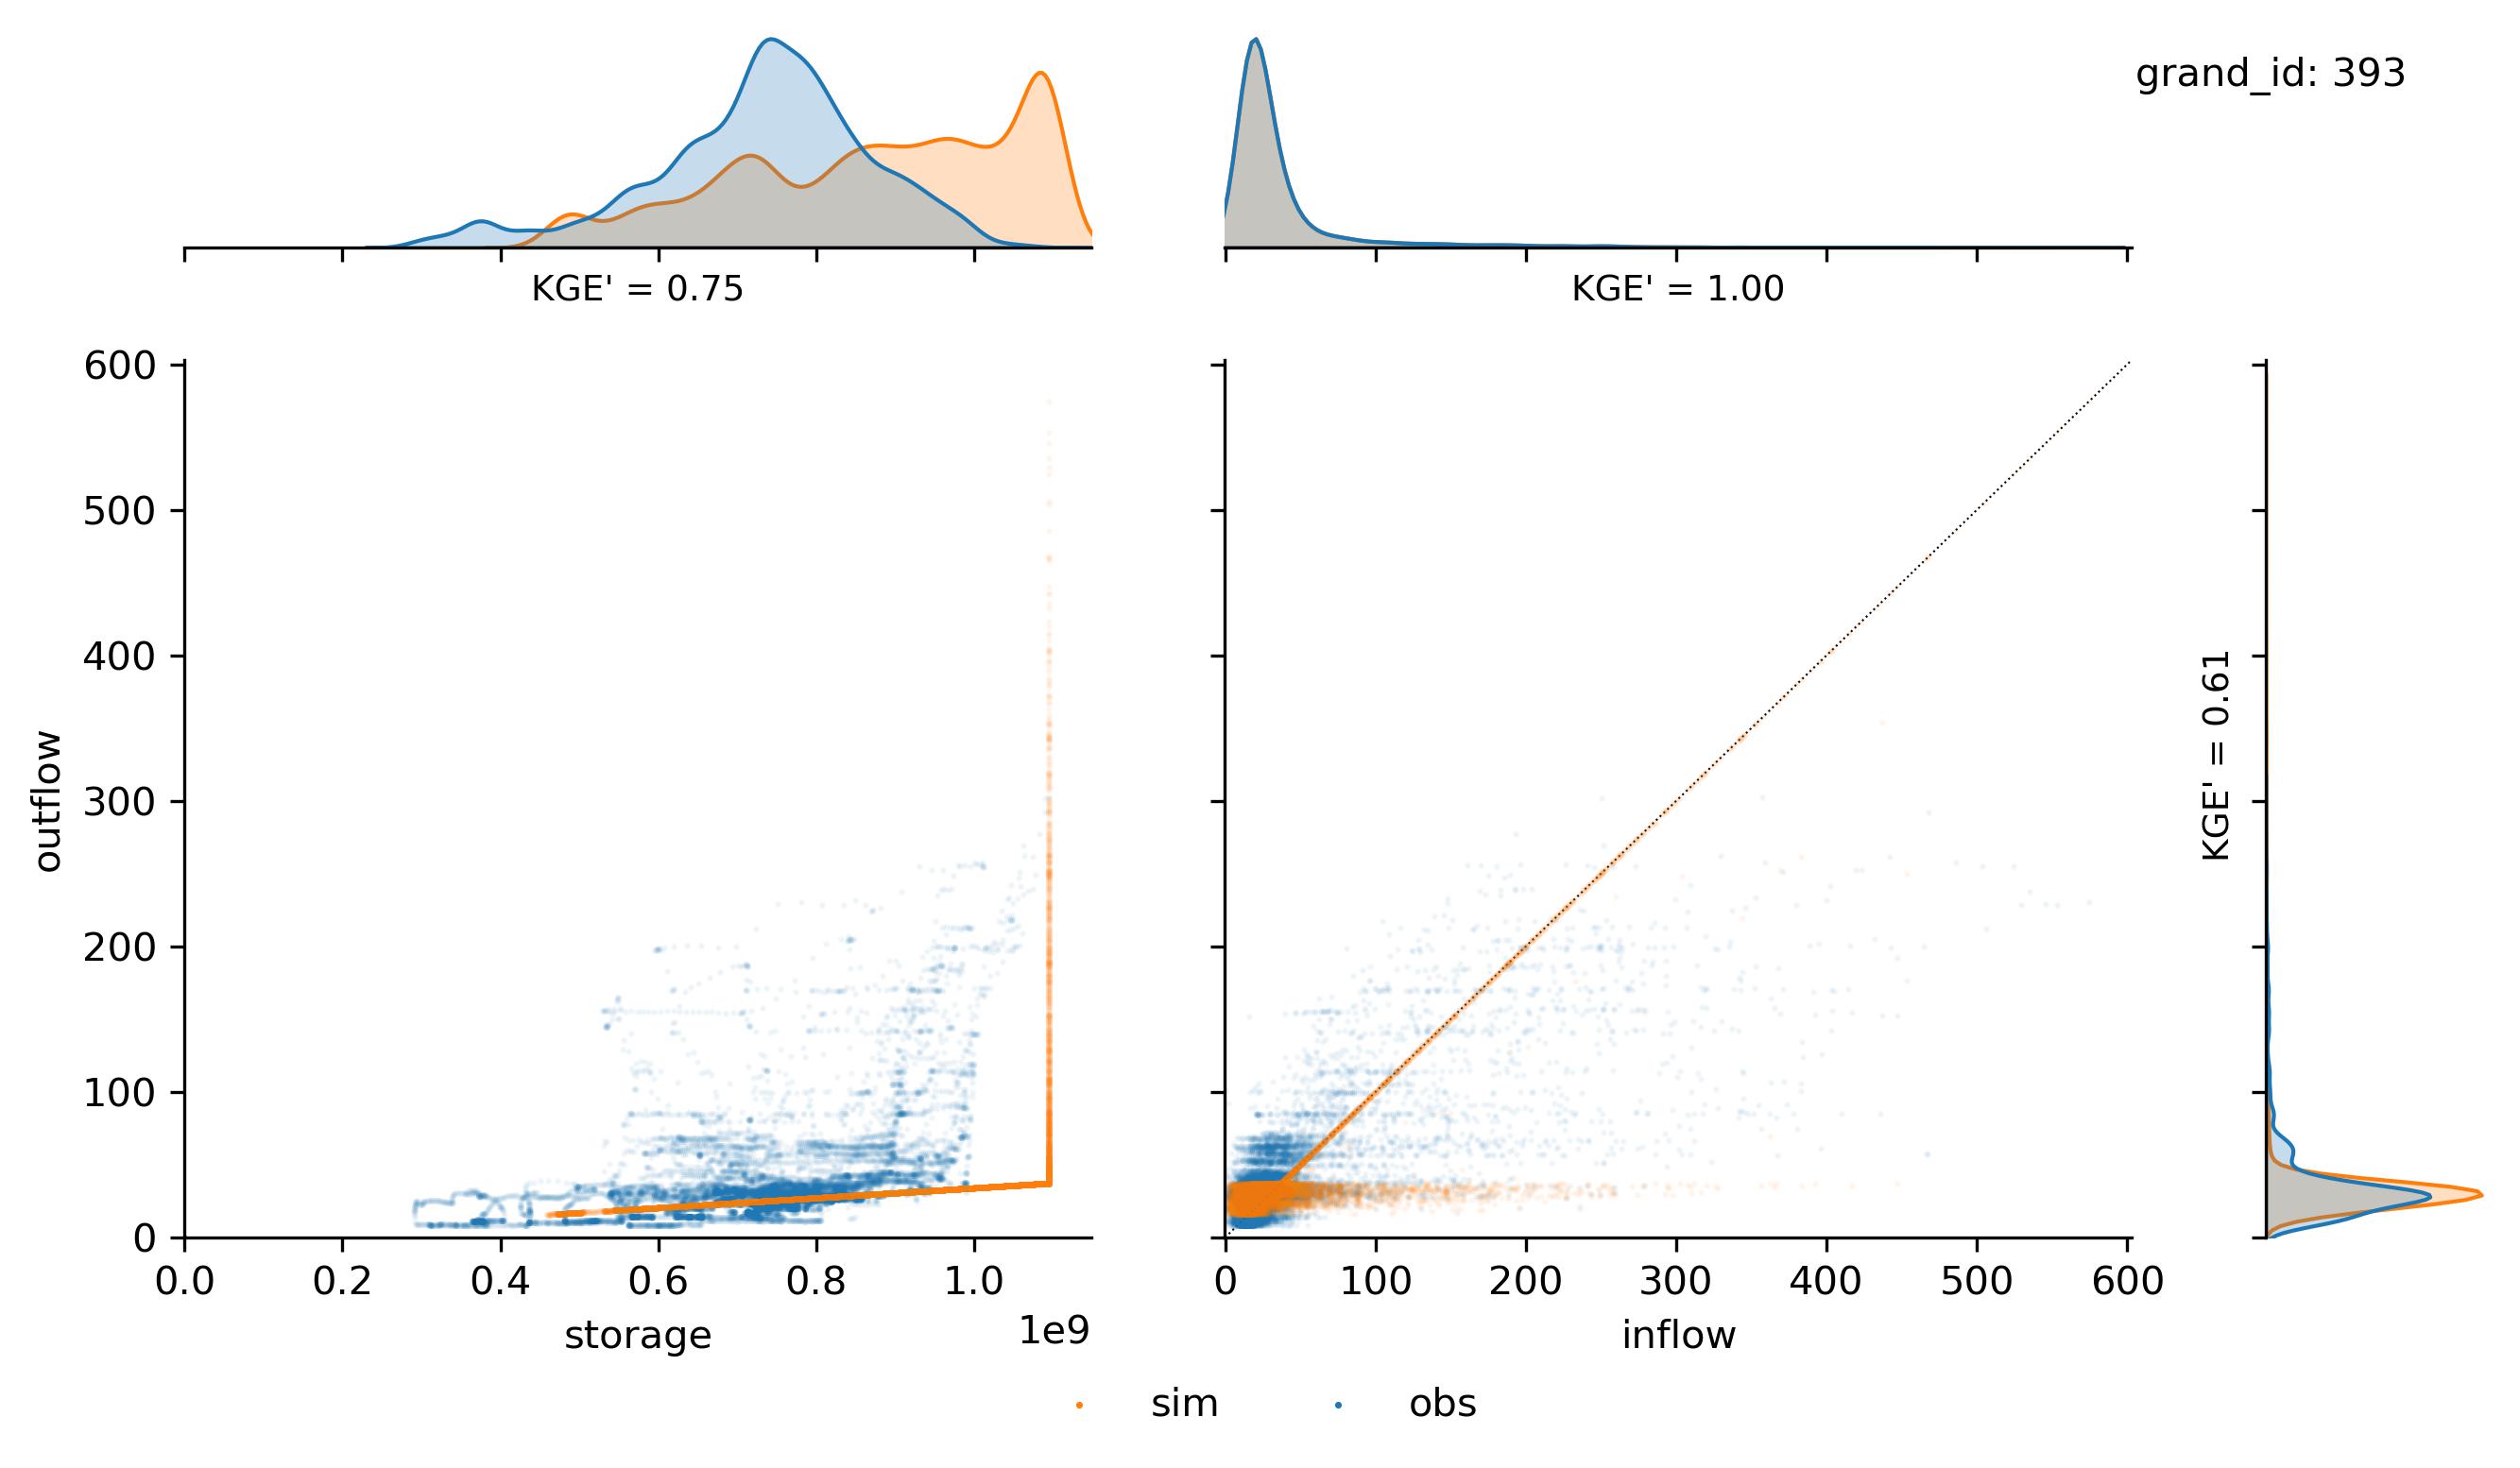 grand_id: 393
KGE' = 0.75
KGE' = 1.00
600
500
400
300
200
100
0
outflow
KGE' = 0.61
0.0 0.2 0.4 0.6 0.8 1.0
1e9
storage
0 100 200 300 400 500 600
inflow
sim obs